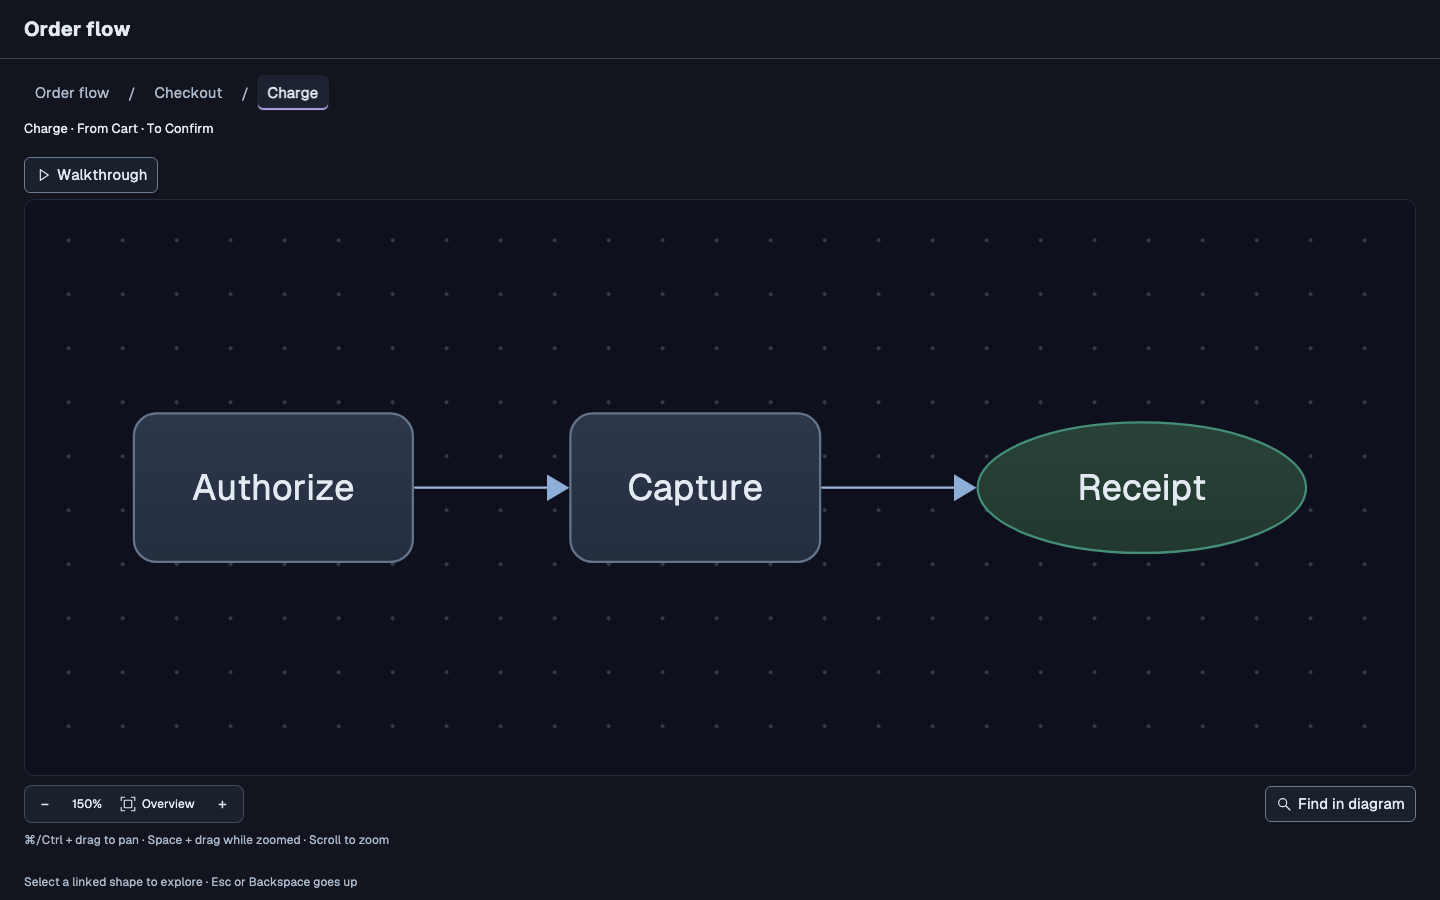 Order flow
Order flow / Checkout / Charge
Charge · From Cart · To Confirm
Walkthrough
Authorize
Capture
Receipt
− 150% Overview +
Find in diagram
⌘/Ctrl + drag to pan · Space + drag while zoomed · Scroll to zoom
Select a linked shape to explore · Esc or Backspace goes up